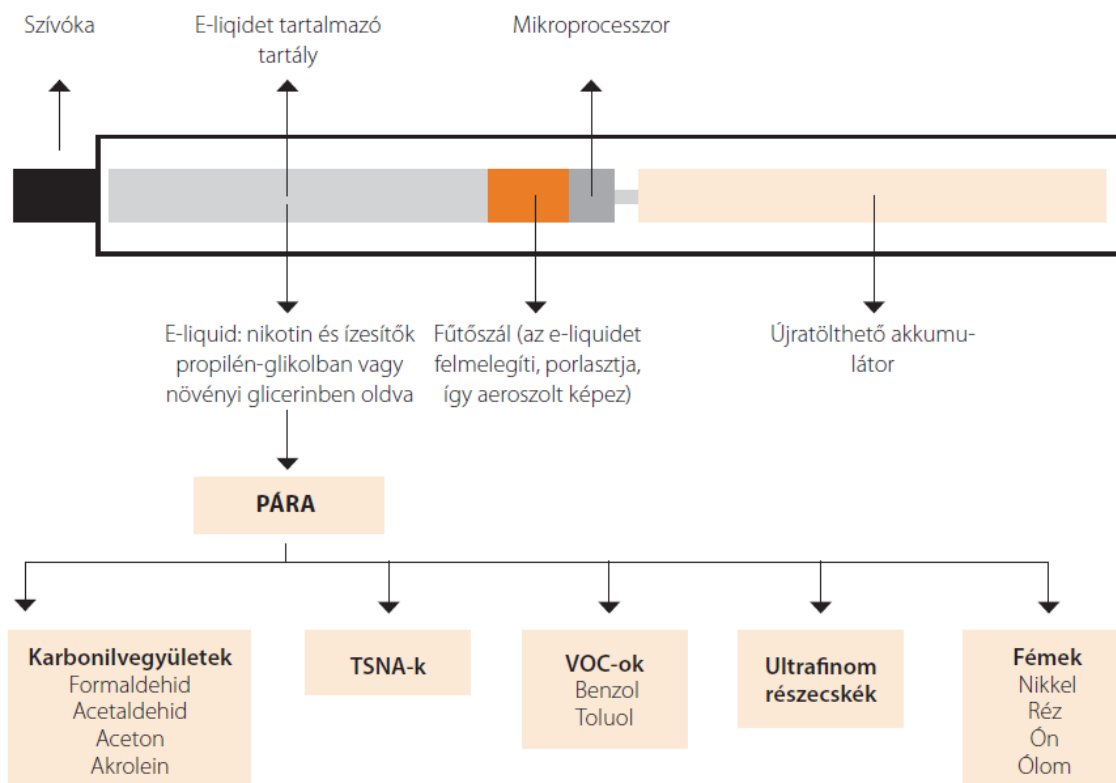 Szívóka
E-liqidet tartalmazó
tartály
Mikroprocesszor
E-liquid: nikotin és ízesítők
propilén-glikolban vagy
növényi glicerinben oldva
Fűtőszál (az e-liquidet
felmelegíti, porlasztja,
így aeroszolt képez)
Újratölthető akkumu-
látor
PÁRA
Karbonilvegyületek
Formaldehid
Acetaldehid
Aceton
Akrolein
TSNA-k
VOC-ok
Benzol
Toluol
Ultrafinom
részecskék
Fémek
Nikkel
Réz
Ón
Ólom